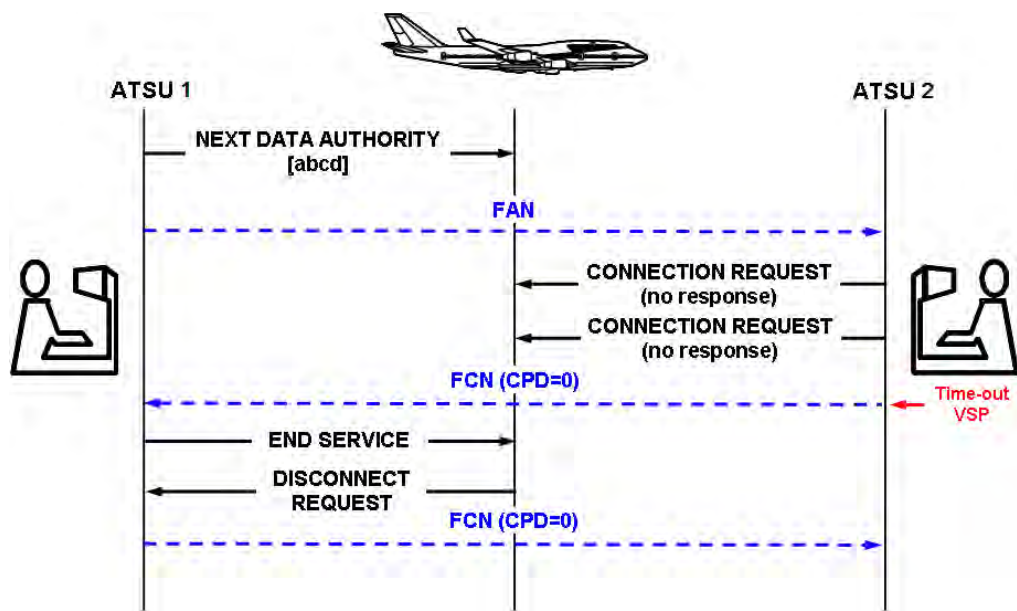 ATSU 1
ATSU 2
NEXT DATA AUTHORITY
[abcd]
FAN
CONNECTION REQUEST
(no response)
CONNECTION REQUEST
(no response)
FCN (CPD=0)
Time-out
VSP
END SERVICE
DISCONNECT
REQUEST
FCN (CPD=0)